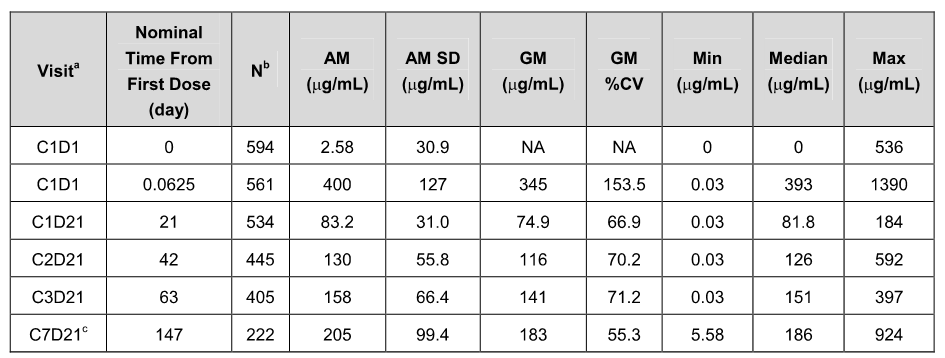 Visitᵃ Nominal Time From First Dose (day) Nᵇ AM (μg/mL) AM SD (μg/mL) GM (μg/mL) GM %CV Min (μg/mL) Median (μg/mL) Max (μg/mL)
C1D1 0 594 2.58 30.9 NA NA 0 0 536
C1D1 0.0625 561 400 127 345 153.5 0.03 393 1390
C1D21 21 534 83.2 31.0 74.9 66.9 0.03 81.8 184
C2D21 42 445 130 55.8 116 70.2 0.03 126 592
C3D21 63 405 158 66.4 141 71.2 0.03 151 397
C7D21ᶜ 147 222 205 99.4 183 55.3 5.58 186 924